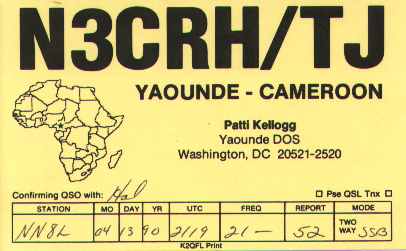 N3CRH/TJ
YAOUNDE - CAMEROON
Patti Kellogg
Yaounde DOS
Washington, DC 20521-2520
Confirming QSO with: Hal □ Pse QSL Tnx □
STATION MO DAY YR UTC FREQ REPORT MODE
NN8L 04 13 90 2119 21- 52 TWO WAY SSB
K2QFL Print